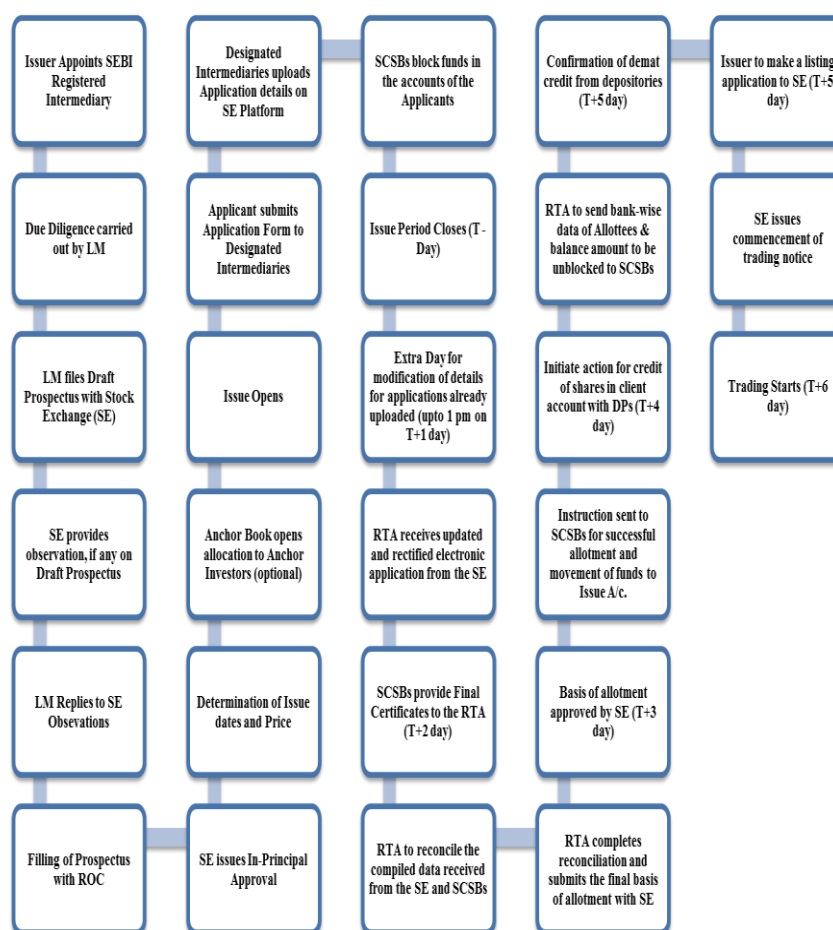 Issuer Appoints SEBI
Registered
Intermediary
Due Diligence carried
out by LM
LM files Draft
Prospectus with Stock
Exchange (SE)
SE provides
observation, if any on
Draft Prospectus
LM Replies to SE
Obsevations
Filling of Prospectus
with ROC
SE issues In-Principal
Approval
Determination of Issue
dates and Price
Anchor Book opens
allocation to Anchor
Investors (optional)
Issue Opens
Applicant submits
Application Form to
Designated
Intermediaries
Designated
Intermediaries uploads
Application details on
SE Platform
SCSBs block funds in
the accounts of the
Applicants
Issue Period Closes (T -
Day)
Extra Day for
modification of details
for applications already
uploaded (upto 1 pm on
T+1 day)
RTA receives updated
and rectified electronic
application from the SE
SCSBs provide Final
Certificates to the RTA
(T+2 day)
RTA to reconcile the
compiled data received
from the SE and SCSBs
RTA completes
reconciliation and
submits the final basis
of allotment with SE
Basis of allotment
approved by SE (T+3
day)
Instruction sent to
SCSBs for successful
allotment and
movement of funds to
Issue A/c.
Initiate action for credit
of shares in client
account with DPs (T+4
day)
RTA to send bank-wise
data of Allottees &
balance amount to be
unblocked to SCSBs
Confirmation of demat
credit from depositories
(T+5 day)
Issuer to make a listing
application to SE (T+5
day)
SE issues
commencement of
trading notice
Trading Starts (T+6
day)